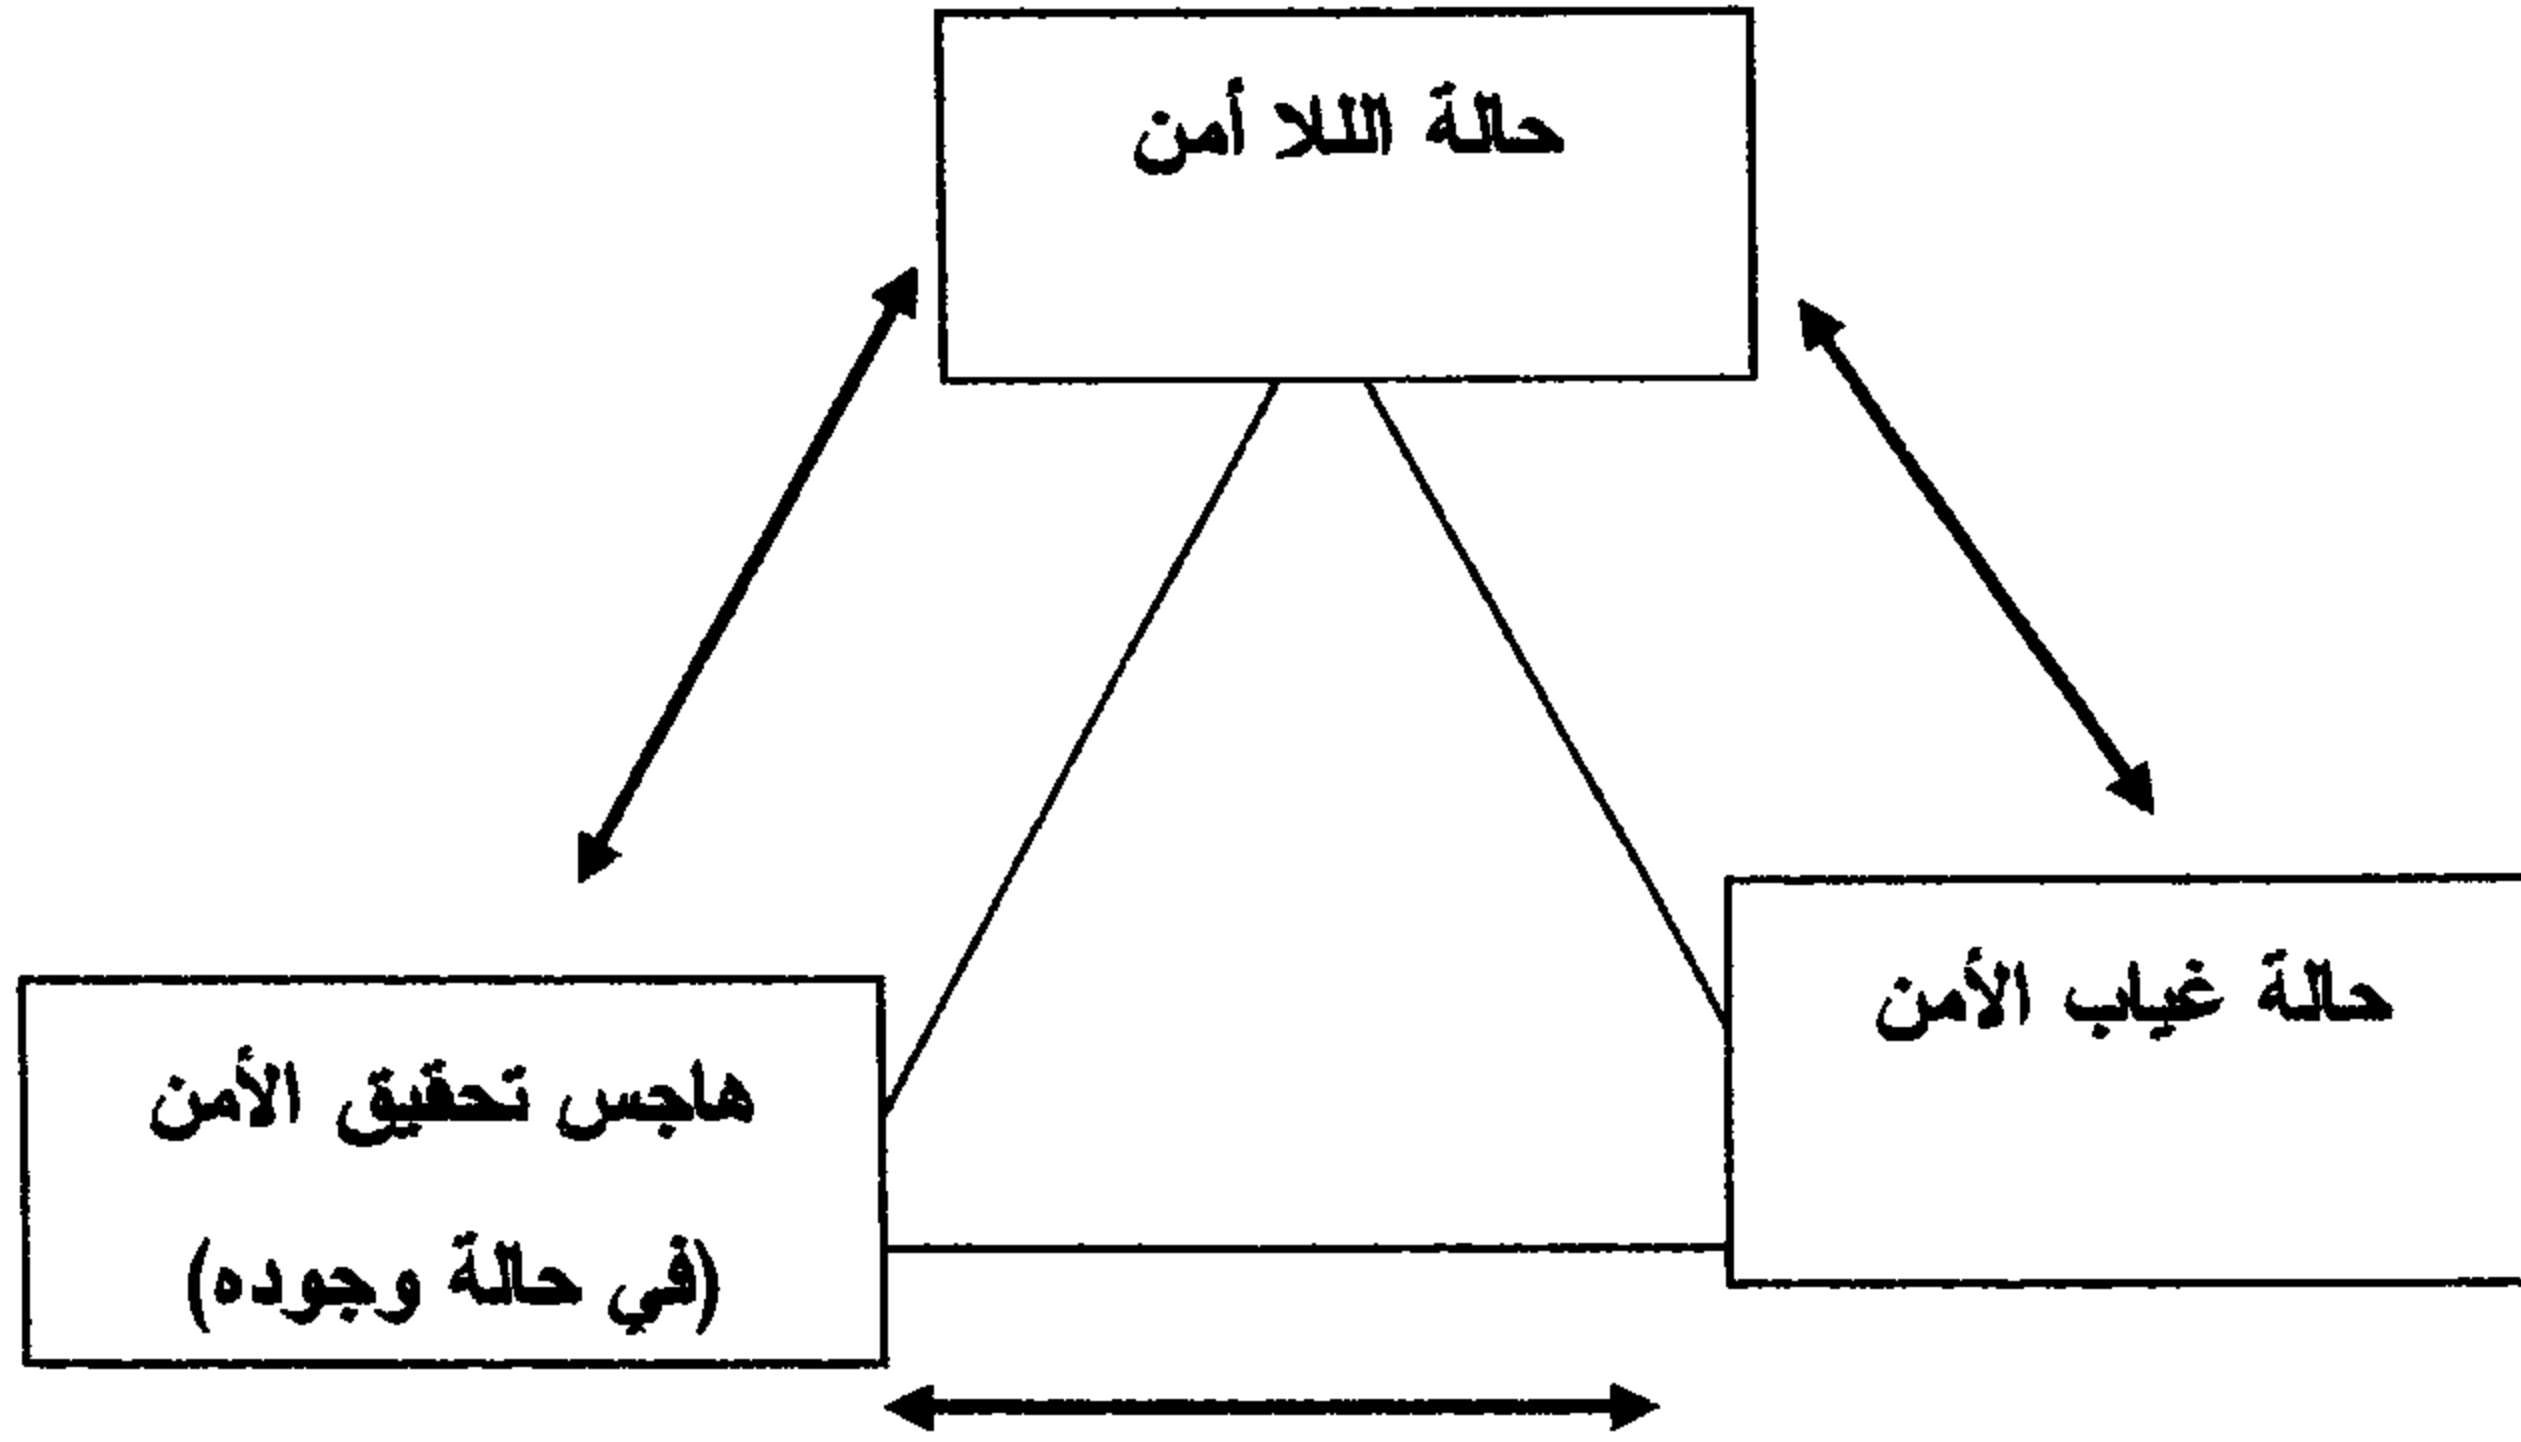 حالة اللا أمن
حالة غياب الأمن
هاجس تحقيق الأمن
(في حالة وجوده)